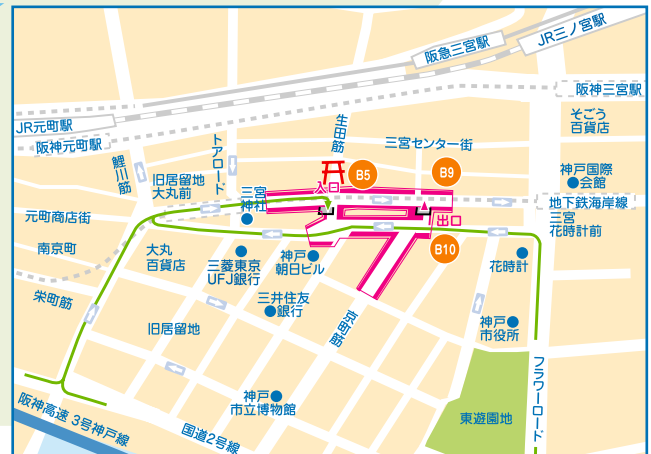 阪急三宮駅
JR三ノ宮駅
阪神三宮駅
JR元町駅
阪神元町駅
そごう
百貨店
生田筋
三宮センター街
トアロード
鯉川筋
旧居留地
大丸前
三宮
神社
入口
B5
B9
神戸国際
会館
地下鉄海岸線
三宮
花時計前
元町商店街
出口
南京町
大丸
百貨店
三菱東京
UFJ銀行
神戸
朝日ビル
B10
花時計
栄町筋
三井住友
銀行
京町筋
旧居留地
神戸
市役所
フラワーロード
神戸
市立博物館
東遊園地
阪神高速 3号神戸線
国道2号線